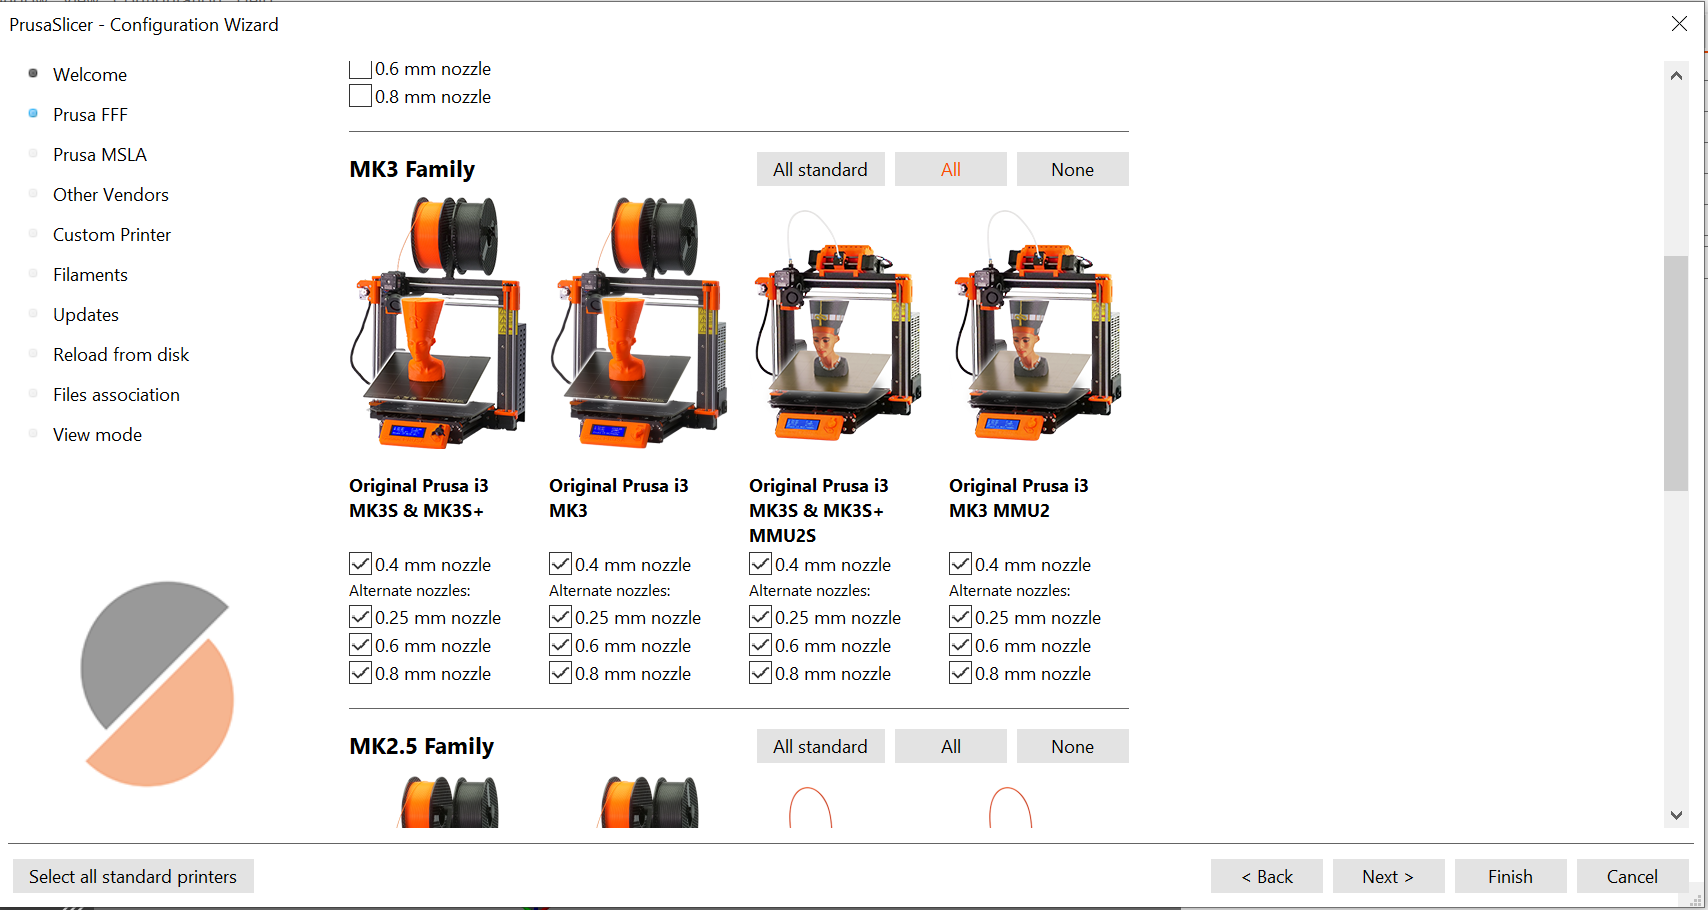 PrusaSlicer - Configuration Wizard
Welcome
Prusa FFF
Prusa MSLA
Other Vendors
Custom Printer
Filaments
Updates
Reload from disk
Files association
View mode
0.6 mm nozzle
0.8 mm nozzle
MK3 Family
All standard
All
None
Original Prusa i3
MK3S & MK3S+
0.4 mm nozzle
Alternate nozzles:
0.25 mm nozzle
0.6 mm nozzle
0.8 mm nozzle
Original Prusa i3
MK3
0.4 mm nozzle
Alternate nozzles:
0.25 mm nozzle
0.6 mm nozzle
0.8 mm nozzle
Original Prusa i3
MK3S & MK3S+
MMU2S
0.4 mm nozzle
Alternate nozzles:
0.25 mm nozzle
0.6 mm nozzle
0.8 mm nozzle
Original Prusa i3
MK3 MMU2
0.4 mm nozzle
Alternate nozzles:
0.25 mm nozzle
0.6 mm nozzle
0.8 mm nozzle
MK2.5 Family
All standard
All
None
Select all standard printers
< Back
Next >
Finish
Cancel